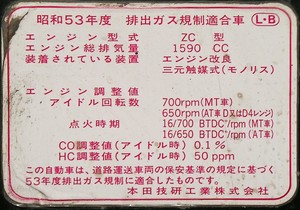 昭和53年度 排出ガス規制適合車 L・B
エンジン型式 ZC 型
エンジン総排気量 1590 CC
装着されている装置 エンジン改良
三元触媒式(モノリス)
エンジン調整値
アイドル回転数 700rpm(MT車)
650rpm(AT車 D又はD4レンジ)
点火時期 16/700 BTDC°/rpm(MT車)
16/650 BTDC°/rpm(AT車)
CO調整値(アイドル時) 0.1%
HC調整値(アイドル時) 50 ppm
この自動車は、道路運送車両の保安基準の規定に基づく
53年度排出ガス規制に適合したものです。
本田技研工業株式会社